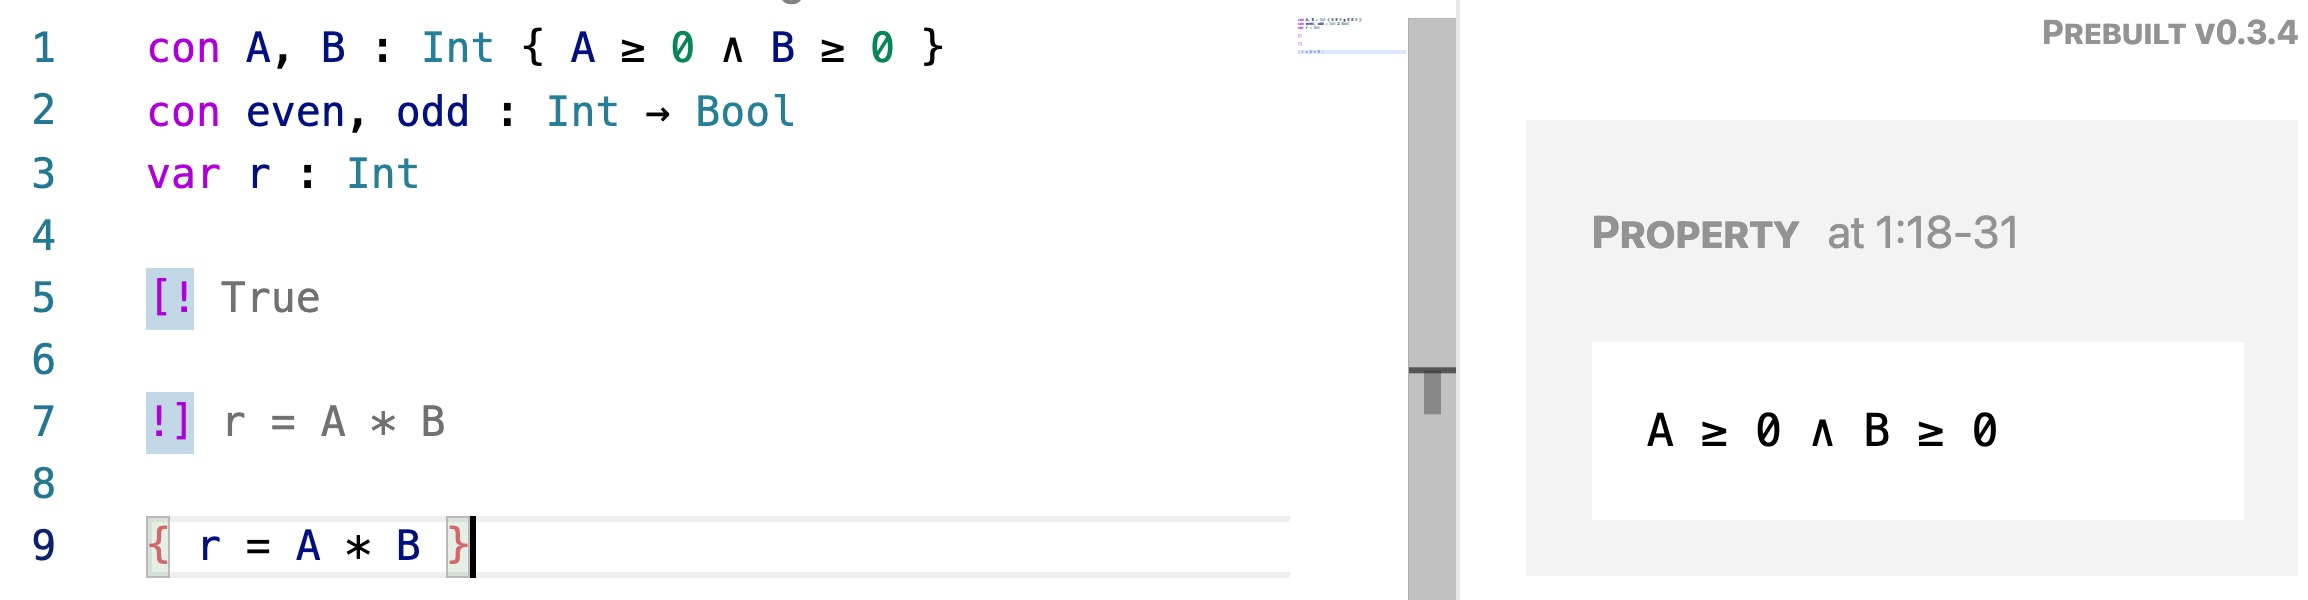 1 con A, B : Int { A ≥ 0 ∧ B ≥ 0 }
2 con even, odd : Int → Bool
3 var r : Int
4
5 [! True
6
7 !] r = A * B
8
9 { r = A * B }
PREBUILT V0.3.4
PROPERTY at 1:18-31
A ≥ 0 ∧ B ≥ 0